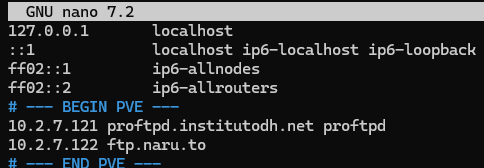 GNU nano 7.2
127.0.0.1 localhost
::1 localhost ip6-localhost ip6-loopback
ff02::1 ip6-allnodes
ff02::2 ip6-allrouters
# --- BEGIN PVE ---
10.2.7.121 proftpd.institutodh.net proftpd
10.2.7.122 ftp.naru.to
# --- END PVE ---